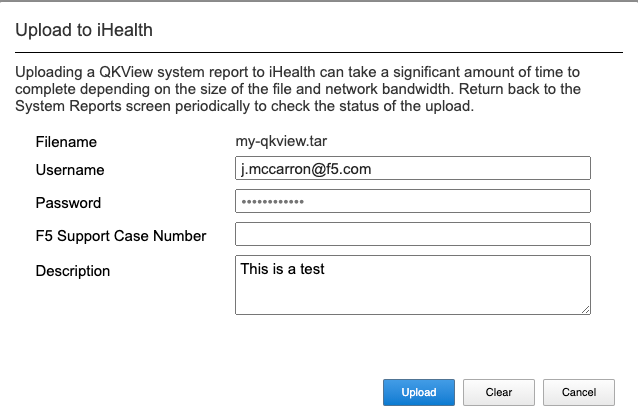 Upload to iHealth
Uploading a QKView system report to iHealth can take a significant amount of time to
complete depending on the size of the file and network bandwidth. Return back to the
System Reports screen periodically to check the status of the upload.
Filename my-qkview.tar
Username j.mccarron@f5.com
Password ••••••••••••
F5 Support Case Number
Description This is a test
Upload Clear Cancel